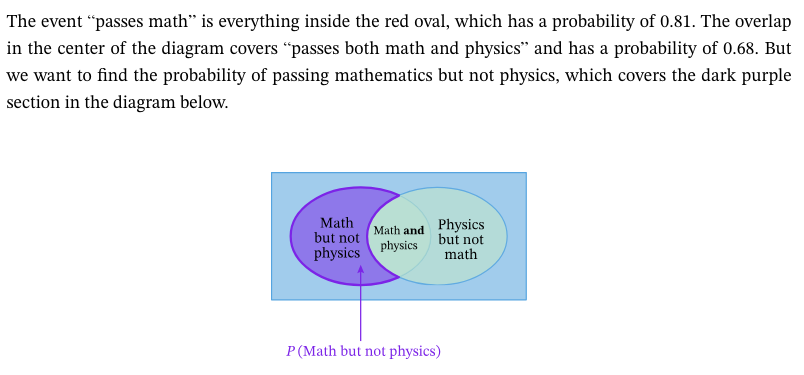 The event “passes math” is everything inside the red oval, which has a probability of 0.81. The overlap
in the center of the diagram covers “passes both math and physics” and has a probability of 0.68. But
we want to find the probability of passing mathematics but not physics, which covers the dark purple
section in the diagram below.
Math
but not
physics
Math and
physics
Physics
but not
math
P(Math but not physics)